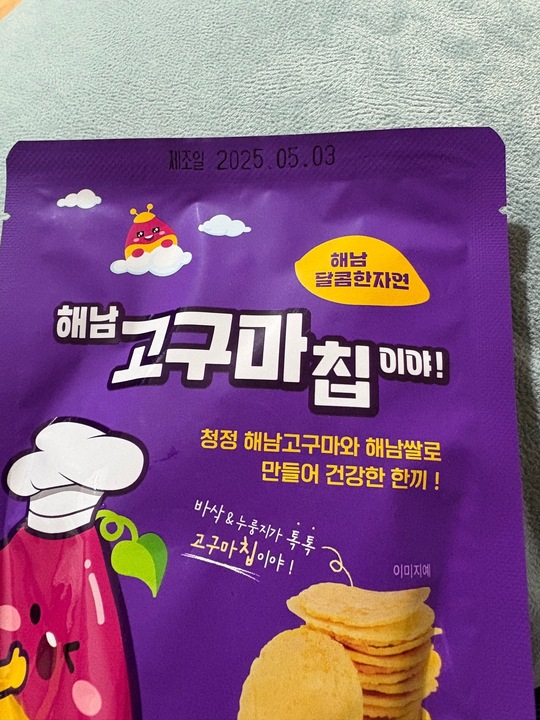 제조일 2025.05.03
해남
달콤한자연
해남 고구마칩이야!
청정 해남고구마와 해남쌀로
만들어 건강한 한끼!
바삭&누룽지가 톡톡
고구마칩이야!
이미지예